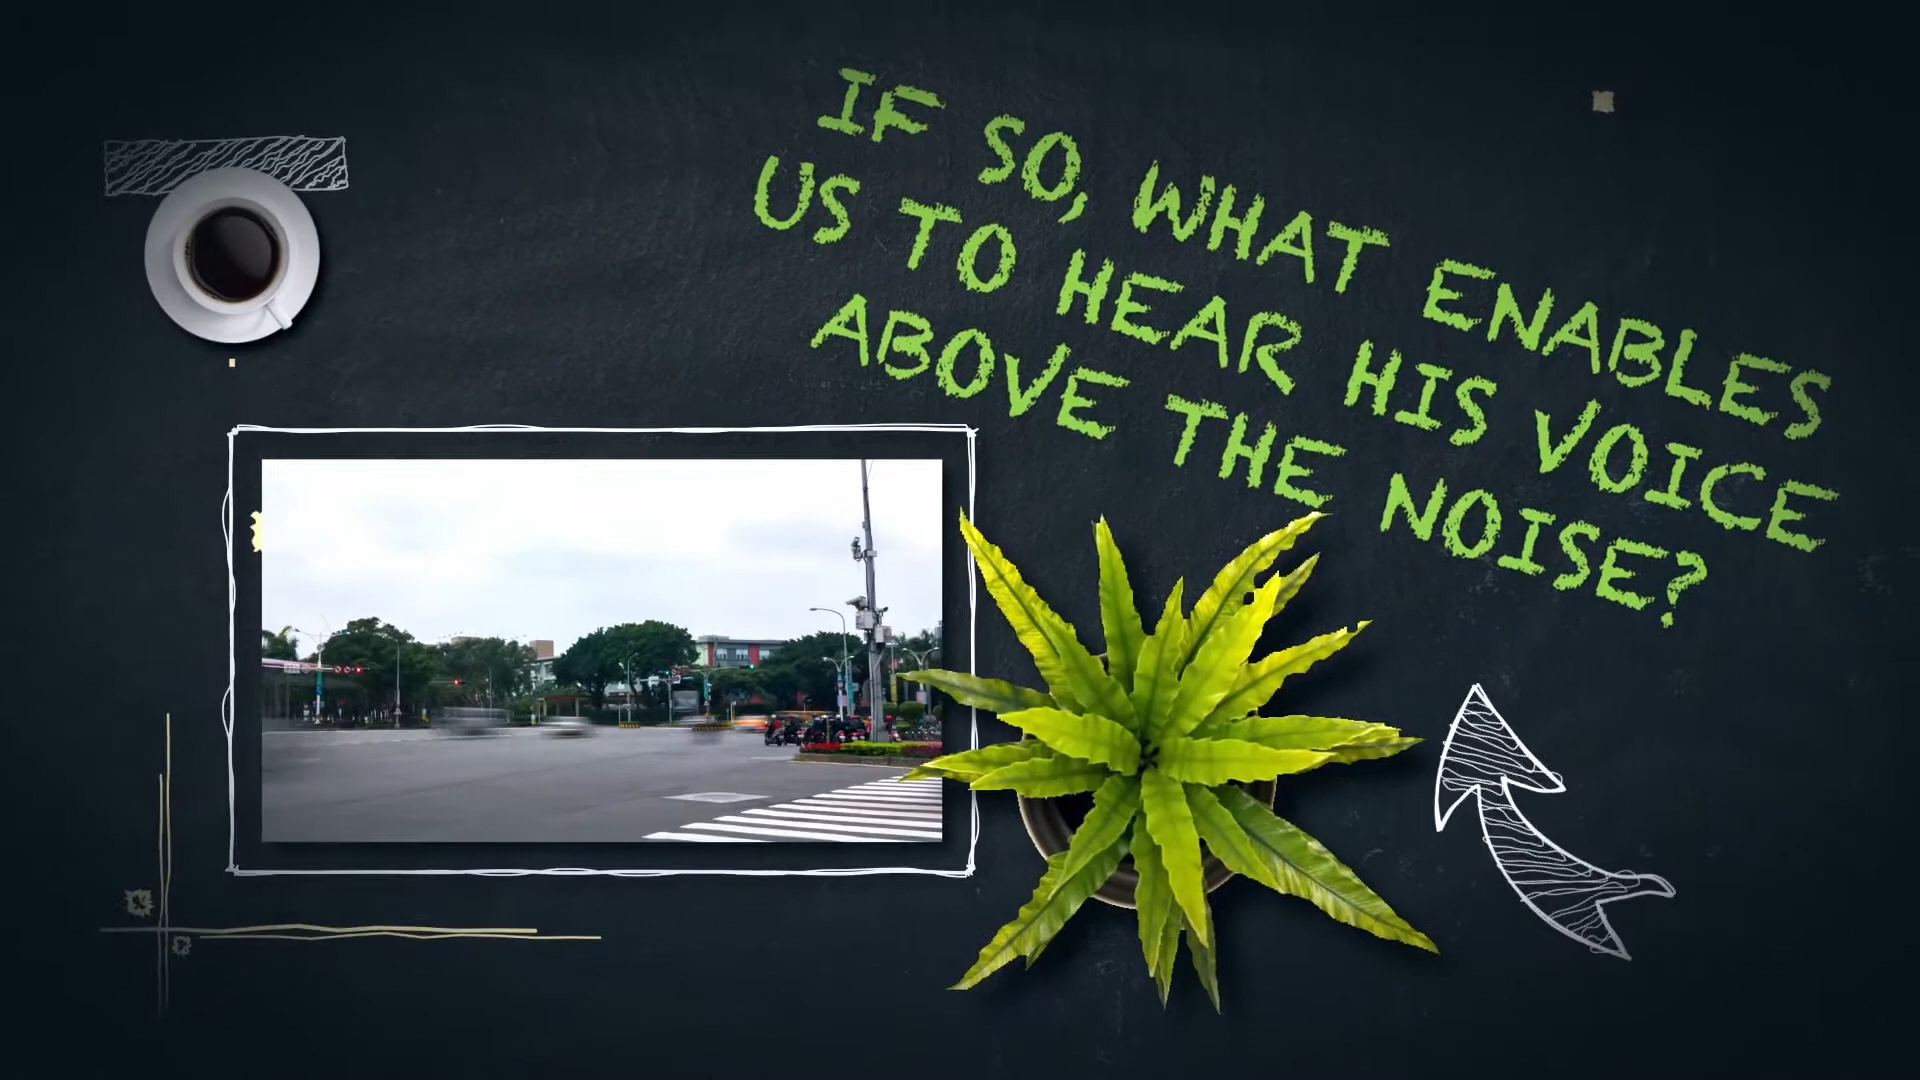 IF SO, WHAT ENABLES
US TO HEAR HIS VOICE
ABOVE THE NOISE?